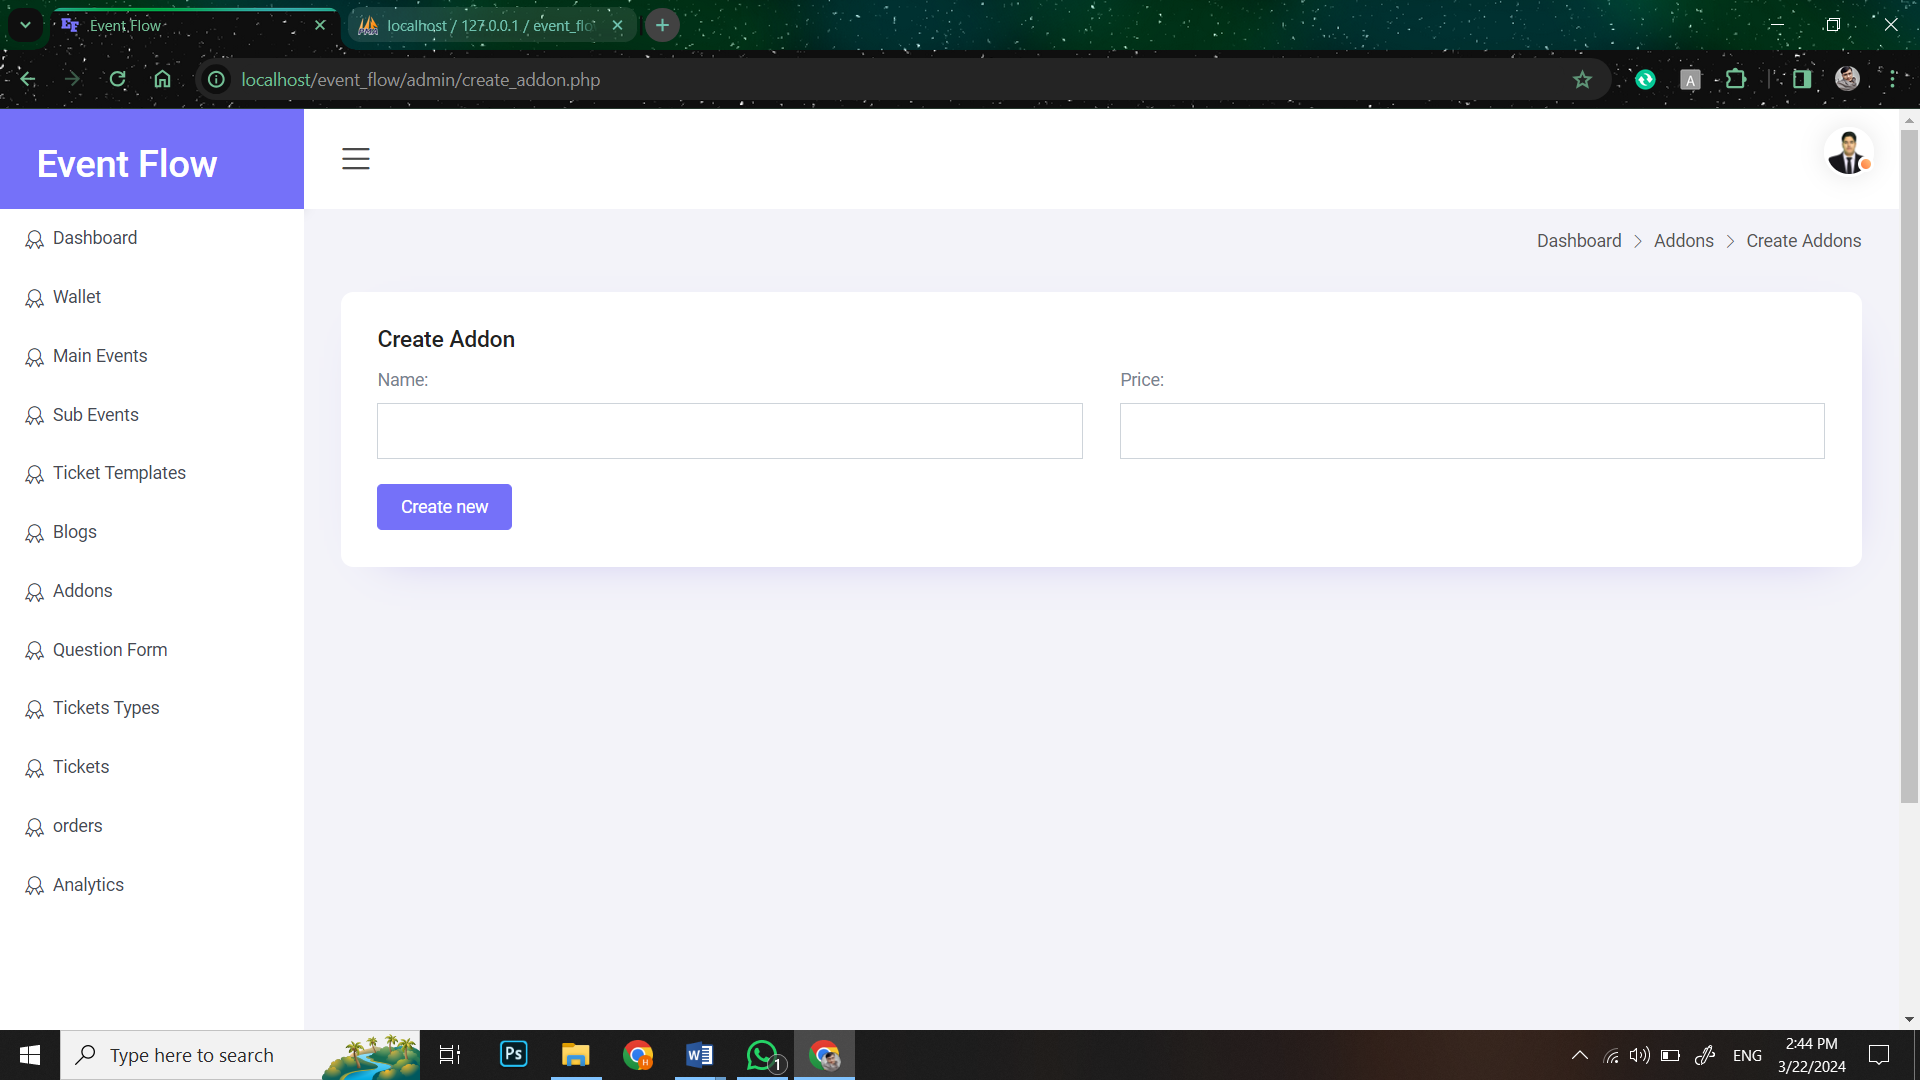 Event Flow
localhost / 127.0.0.1 / event_flo
localhost/event_flow/admin/create_addon.php
A
Event Flow
Dashboard
Wallet
Main Events
Sub Events
Ticket Templates
Blogs
Addons
Question Form
Tickets Types
Tickets
orders
Analytics
Dashboard > Addons > Create Addons
Create Addon
Name:
Price:
Create new
Type here to search
Ps
W
H
1
ENG
2:44 PM
3/22/2024